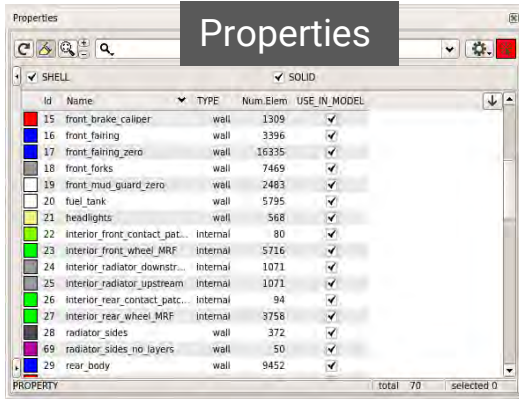 Properties
Properties
SHELL SOLID
Id Name TYPE Num.Elem USE_IN_MODEL
15 front_brake_caliper wall 1309
16 front_fairing wall 3396
17 front_fairing_zero wall 16335
18 front_forks wall 7469
19 front_mud_guard_zero wall 2483
20 fuel_tank wall 5795
21 headlights wall 568
22 interior_front_contact_pat... internal 80
23 interior_front_wheel_MRF internal 5716
24 interior_radiator_downstr... internal 1071
25 interior_radiator_upstream internal 1071
26 interior_rear_contact_patc... internal 94
27 interior_rear_wheel_MRF internal 3758
28 radiator_sides wall 372
69 radiator_sides_no_layers wall 50
29 rear_body wall 9452
PROPERTY total 70 selected 0